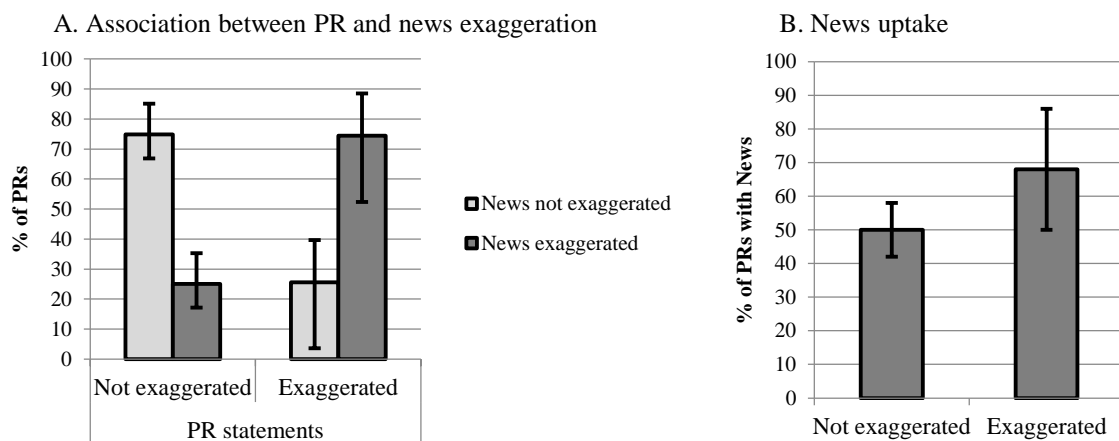 A. Association between PR and news exaggeration
100
90
80
70
60
50
40
30
20
10
0
% of PRs
Not exaggerated
Exaggerated
PR statements
News not exaggerated
News exaggerated
B. News uptake
100
90
80
70
60
50
40
30
20
10
0
% of PRs with News
Not exaggerated
Exaggerated